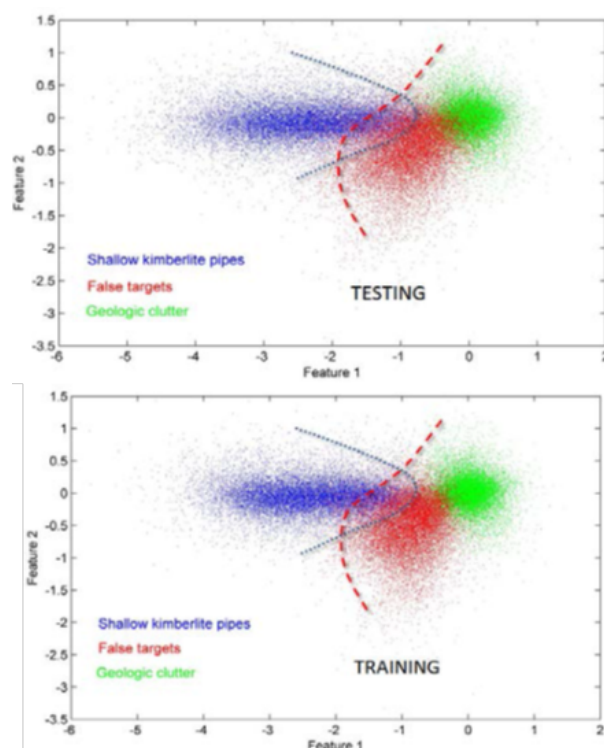 1.5
1
0.5
0
-0.5
-1
-1.5
-2
-2.5
-3
-3.5
Feature 2
Shallow kimberlite pipes
False targets
Geologic clutter
TESTING
-6 -5 -4 -3 -2 -1 0 1 2
Feature 1
1.5
1
0.5
0
-0.5
-1
-1.5
-2
-2.5
-3
-3.5
Feature 2
Shallow kimberlite pipes
False targets
Geologic clutter
TRAINING
-6 -5 -4 -3 -2 -1 0 1 2
Feature 1